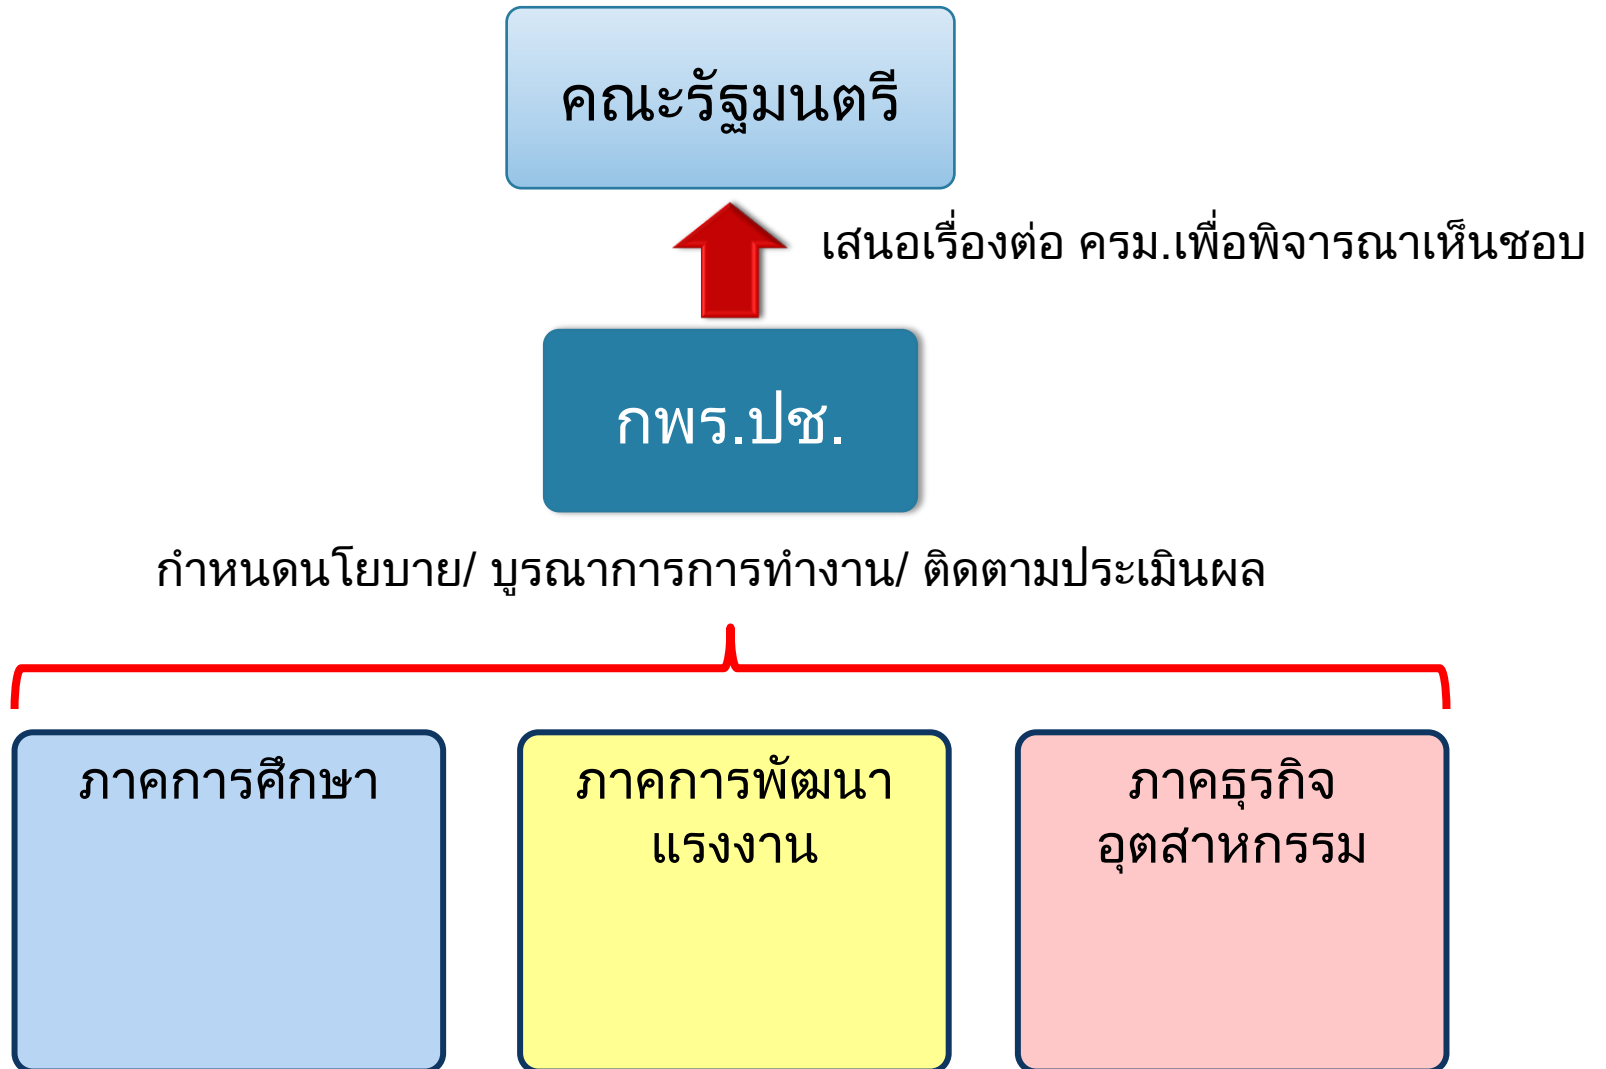 คณะรัฐมนตรี
เสนอเรื่องต่อ ครม.เพื่อพิจารณาเห็นชอบ
กพร.ปช.
กำหนดนโยบาย/ บูรณาการการทำงาน/ ติดตามประเมินผล
ภาคการศึกษา
ภาคการพัฒนา
แรงงาน
ภาคธุรกิจ
อุตสาหกรรม